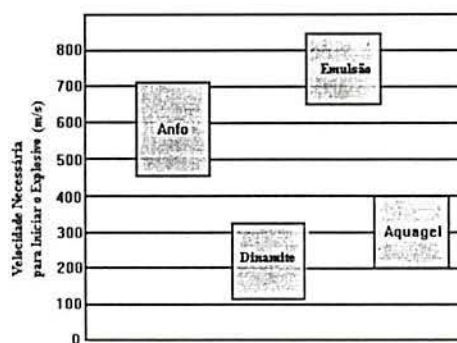 Velocidade Necessária
para Iniciar o Explosivo (m/s)
800
700
600
500
400
300
200
100
0
Emulsão
Anfo
Aquagel
Dinamite